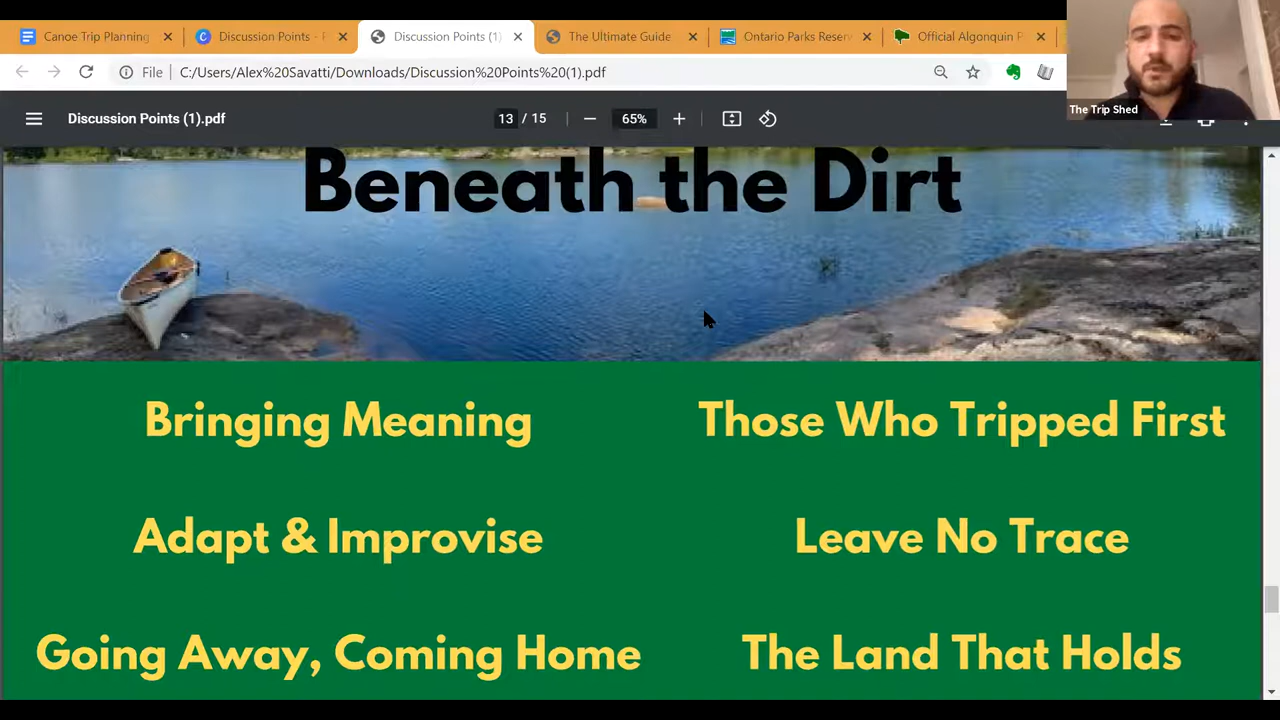 Canoe Trip Planning
Discussion Points - F
Discussion Points (1)
The Ultimate Guide
Ontario Parks Reser
Official Algonquin P
File
C:/Users/Alex%20Savatti/Downloads/Discussion%20Points%20(1).pdf
The Trip Shed
Discussion Points (1).pdf
13 / 15
65%
Beneath the Dirt
Bringing Meaning
Those Who Tripped First
Adapt & Improvise
Leave No Trace
Going Away, Coming Home
The Land That Holds